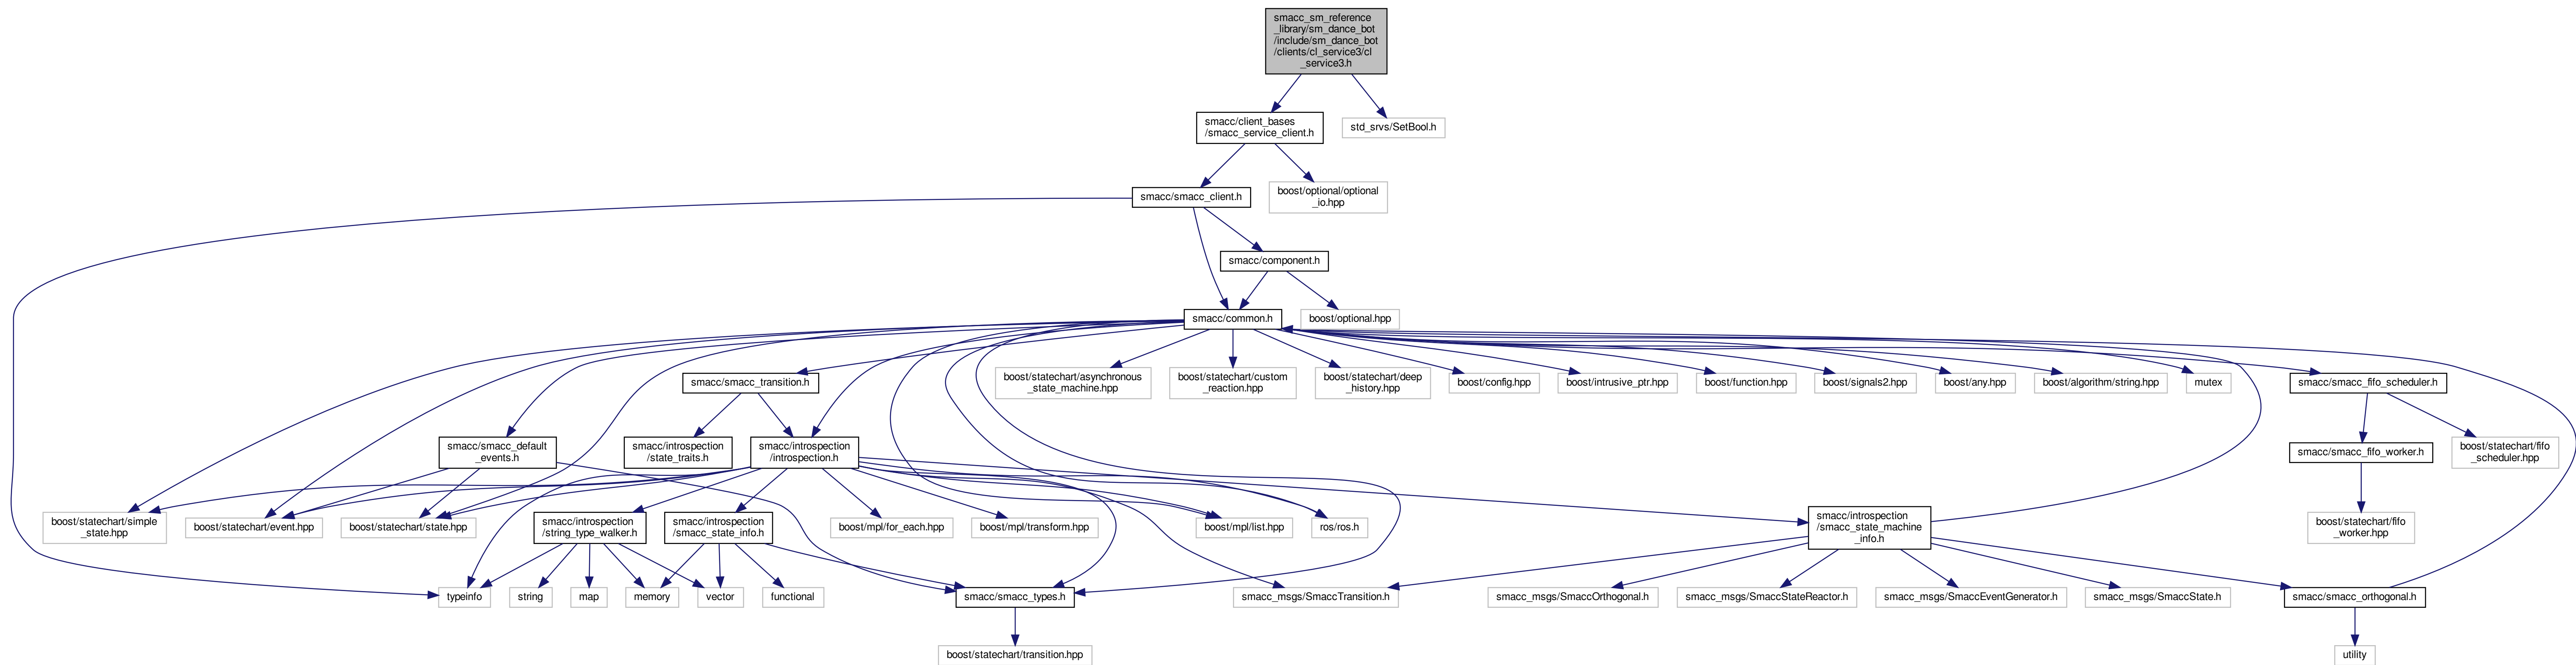 smacc_sm_reference
_library/sm_dance_bot
/include/sm_dance_bot
/clients/cl_service3/cl
_service3.h
smacc/client_bases
/smacc_service_client.h
std_srvs/SetBool.h
smacc/smacc_client.h
boost/optional/optional
_io.hpp
smacc/component.h
smacc/common.h
boost/optional.hpp
smacc/smacc_transition.h
boost/statechart/asynchronous
_state_machine.hpp
boost/statechart/custom
_reaction.hpp
boost/statechart/deep
_history.hpp
boost/config.hpp
boost/intrusive_ptr.hpp
boost/function.hpp
boost/signals2.hpp
boost/any.hpp
boost/algorithm/string.hpp
mutex
smacc/smacc_fifo_scheduler.h
smacc/smacc_default
_events.h
smacc/introspection
/state_traits.h
smacc/introspection
/introspection.h
smacc/smacc_fifo_worker.h
boost/statechart/fifo
_scheduler.hpp
boost/statechart/simple
_state.hpp
boost/statechart/event.hpp
boost/statechart/state.hpp
smacc/introspection
/string_type_walker.h
smacc/introspection
/smacc_state_info.h
boost/mpl/for_each.hpp
boost/mpl/transform.hpp
boost/mpl/list.hpp
ros/ros.h
smacc/introspection
/smacc_state_machine
_info.h
boost/statechart/fifo
_worker.hpp
typeinfo
string
map
memory
vector
functional
smacc/smacc_types.h
smacc_msgs/SmaccTransition.h
smacc_msgs/SmaccOrthogonal.h
smacc_msgs/SmaccStateReactor.h
smacc_msgs/SmaccEventGenerator.h
smacc_msgs/SmaccState.h
smacc/smacc_orthogonal.h
boost/statechart/transition.hpp
utility